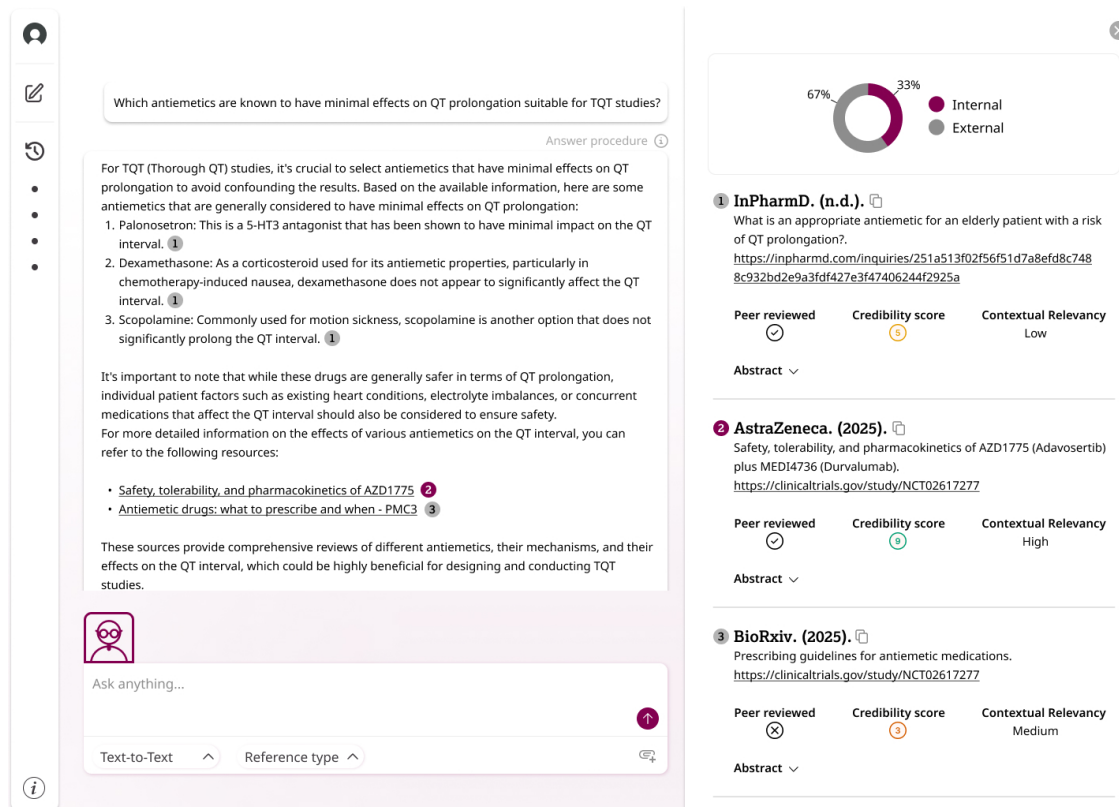 Which antiemetics are known to have minimal effects on QT prolongation suitable for TQT studies?
Answer procedure
For TQT (Thorough QT) studies, it's crucial to select antiemetics that have minimal effects on QT
prolongation to avoid confounding the results. Based on the available information, here are some
antiemetics that are generally considered to have minimal effects on QT prolongation:
1. Palonosetron: This is a 5-HT3 antagonist that has been shown to have minimal impact on the QT
interval. 1
2. Dexamethasone: As a corticosteroid used for its antiemetic properties, particularly in
chemotherapy-induced nausea, dexamethasone does not appear to significantly affect the QT
interval. 1
3. Scopolamine: Commonly used for motion sickness, scopolamine is another option that does not
significantly prolong the QT interval. 1
It's important to note that while these drugs are generally safer in terms of QT prolongation,
individual patient factors such as existing heart conditions, electrolyte imbalances, or concurrent
medications that affect the QT interval should also be considered to ensure safety.
For more detailed information on the effects of various antiemetics on the QT interval, you can
refer to the following resources:
• Safety, tolerability, and pharmacokinetics of AZD1775 2
• Antiemetic drugs: what to prescribe and when - PMC3 3
These sources provide comprehensive reviews of different antiemetics, their mechanisms, and their
effects on the QT interval, which could be highly beneficial for designing and conducting TQT
studies.
Ask anything...
Text-to-Text
Reference type
i
67%
33%
Internal
External
1 InPharmD. (n.d.).
What is an appropriate antiemetic for an elderly patient with a risk
of QT prolongation?.
https://inpharmd.com/inquiries/251a513f02f56f51d7a8efd8c748
8c932bd2e9a3fdf427e3f47406244f2925a
Peer reviewed Credibility score Contextual Relevancy
5 Low
Abstract
2 AstraZeneca. (2025).
Safety, tolerability, and pharmacokinetics of AZD1775 (Adavosertib)
plus MEDI4736 (Durvalumab).
https://clinicaltrials.gov/study/NCT02617277
Peer reviewed Credibility score Contextual Relevancy
9 High
Abstract
3 BioRxiv. (2025).
Prescribing guidelines for antiemetic medications.
https://clinicaltrials.gov/study/NCT02617277
Peer reviewed Credibility score Contextual Relevancy
3 Medium
Abstract